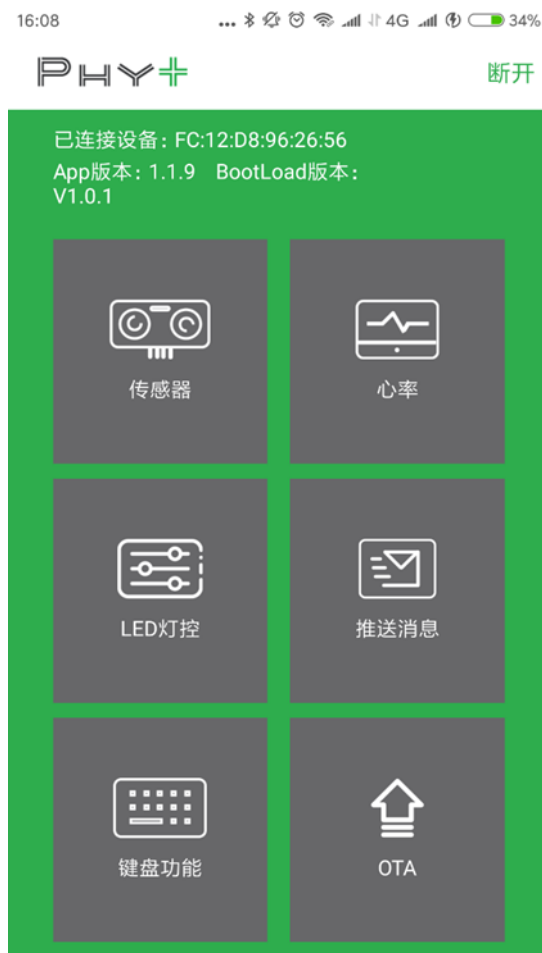 16:08 ... 4G 34%
PHY+ 断开
已连接设备：FC:12:D8:96:26:56
App版本：1.1.9 BootLoad版本：
V1.0.1
传感器 心率
LED灯控 推送消息
键盘功能 OTA